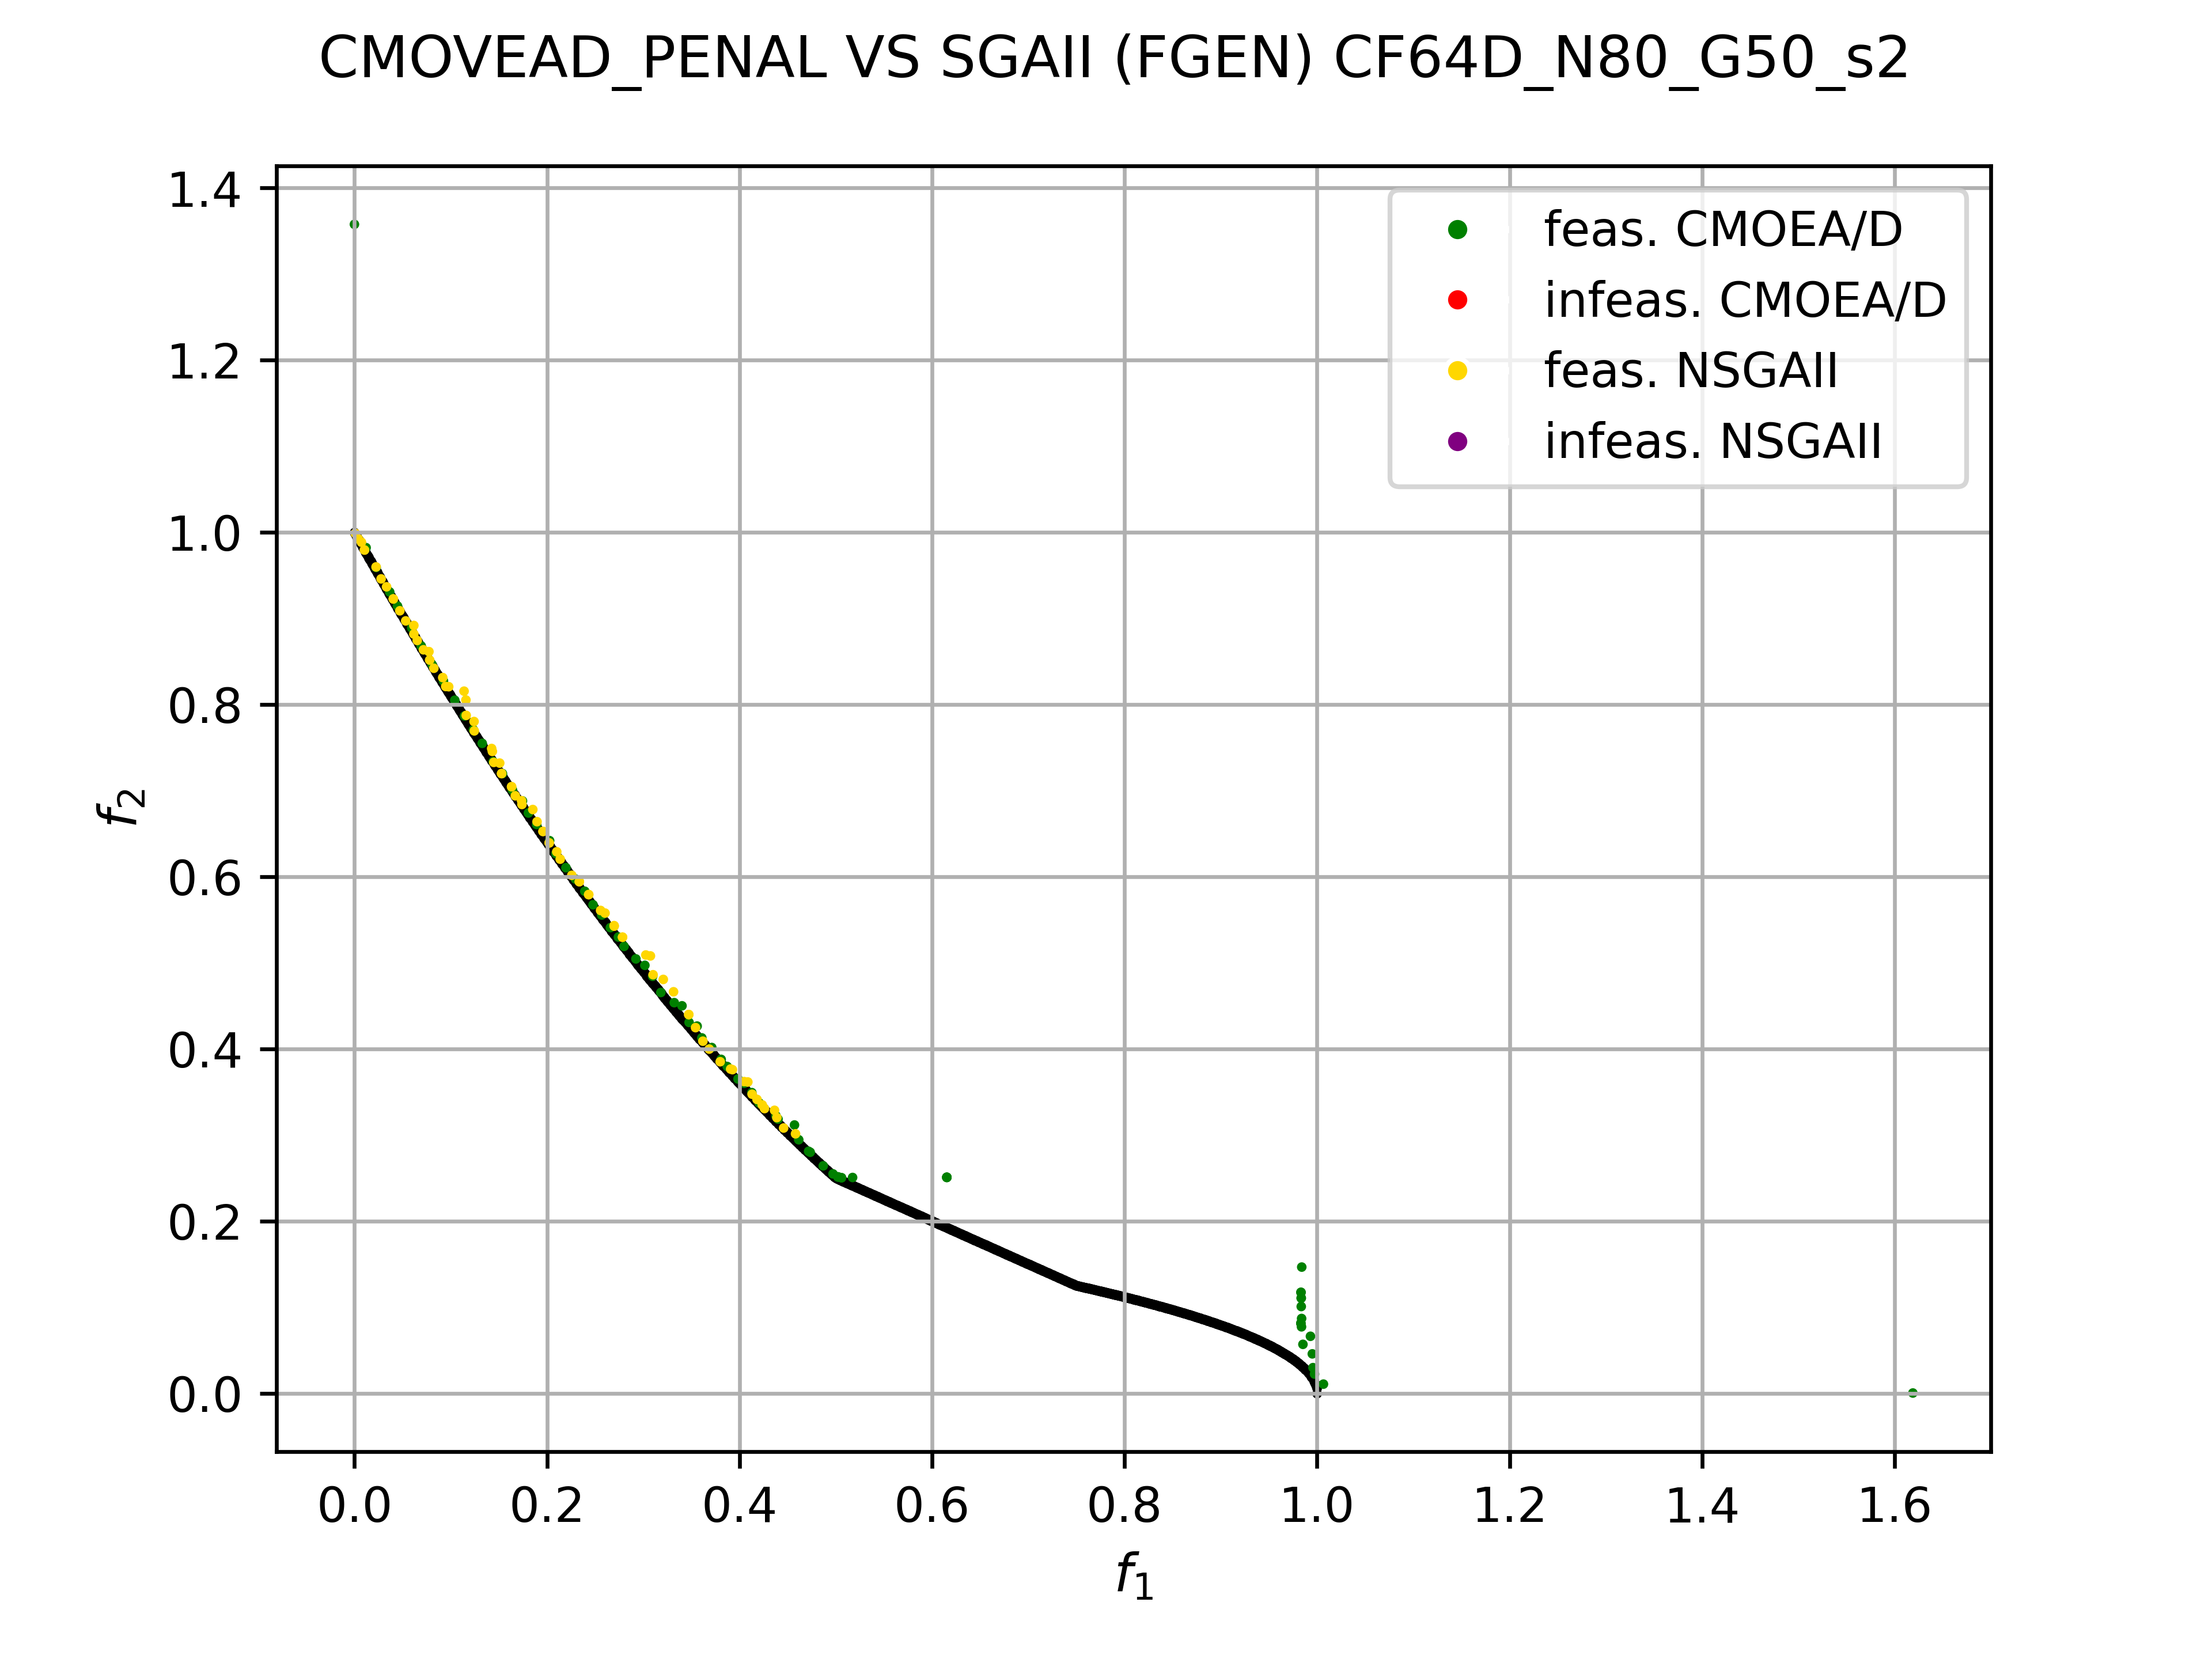 CMOVEAD_PENAL VS SGAII (FGEN) CF64D_N80_G50_s2
1.4
1.2
1.0
0.8
0.6
0.4
0.2
0.0
f2
feas. CMOEA/D
infeas. CMOEA/D
feas. NSGAII
infeas. NSGAII
0.0 0.2 0.4 0.6 0.8 1.0 1.2 1.4 1.6
f1